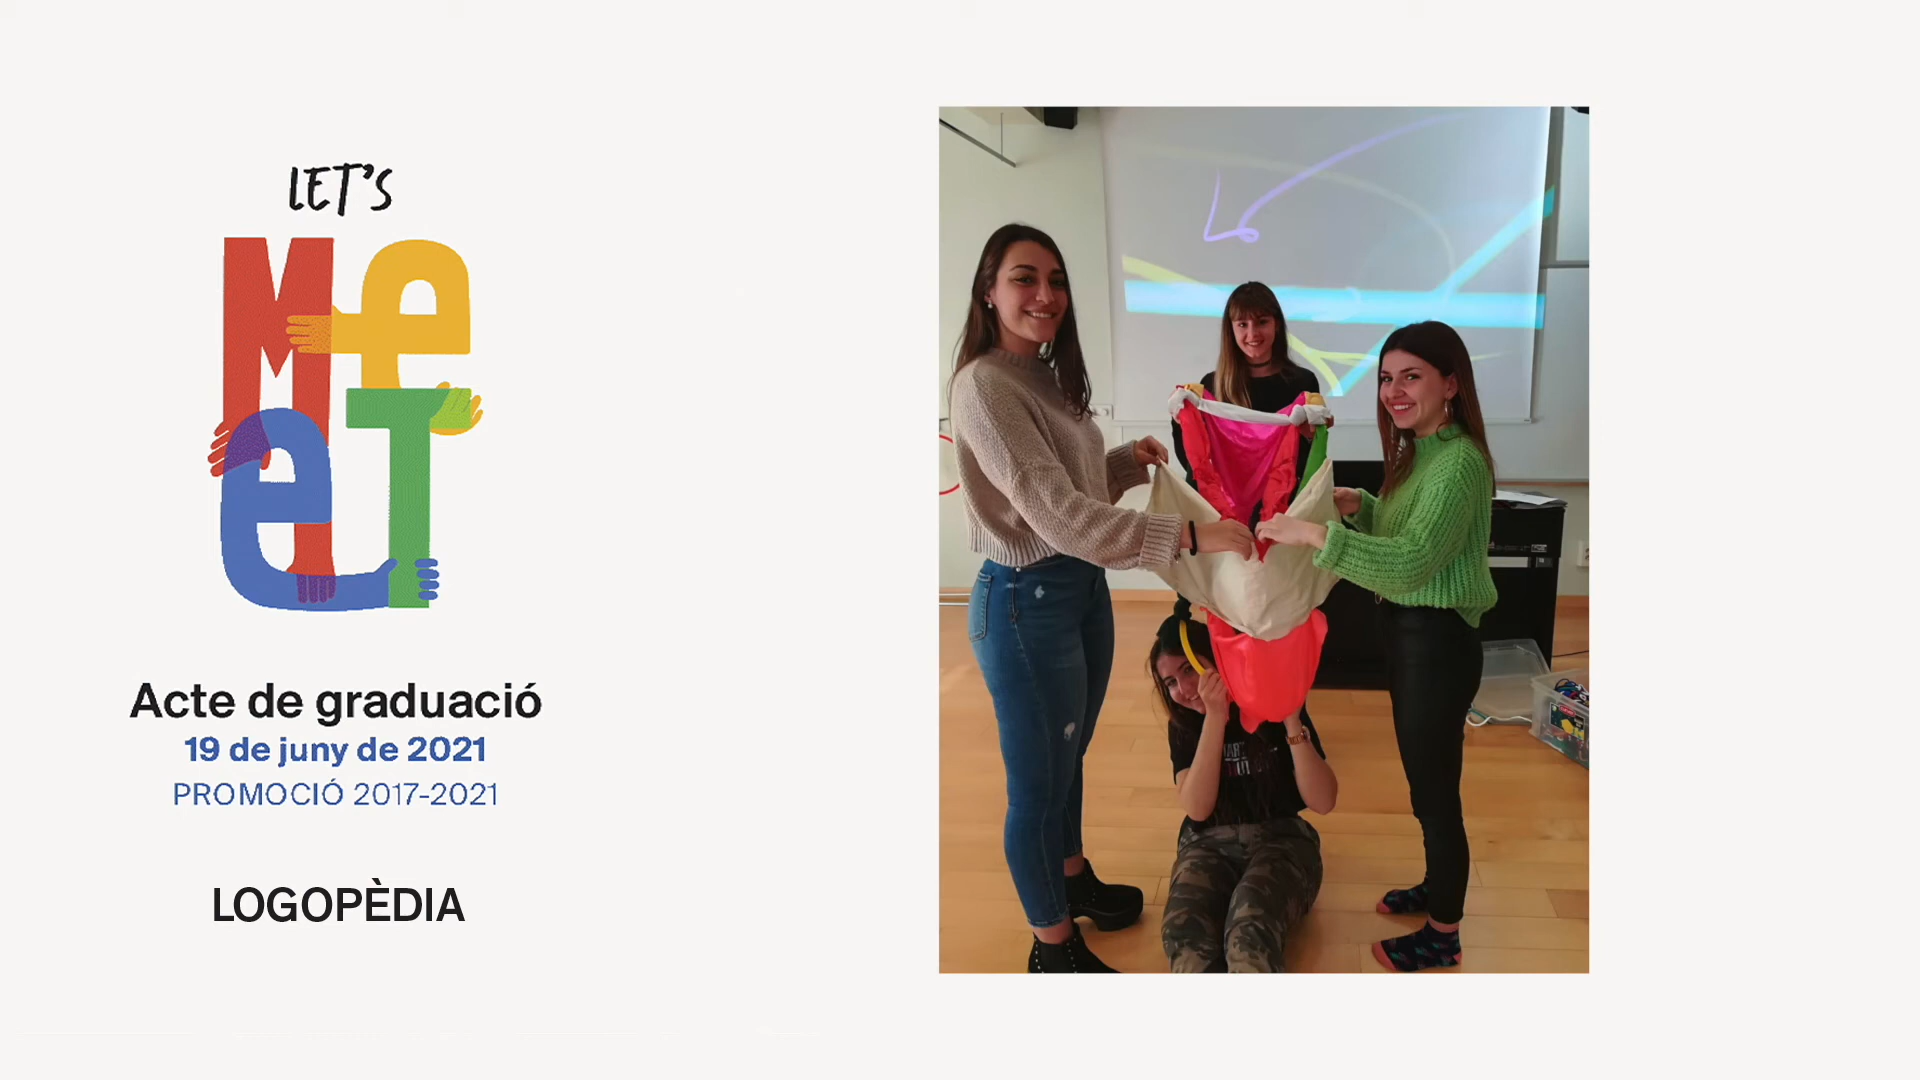 LET'S
MeeT
Acte de graduació
19 de juny de 2021
PROMOCIÓ 2017-2021
LOGOPÈDIA